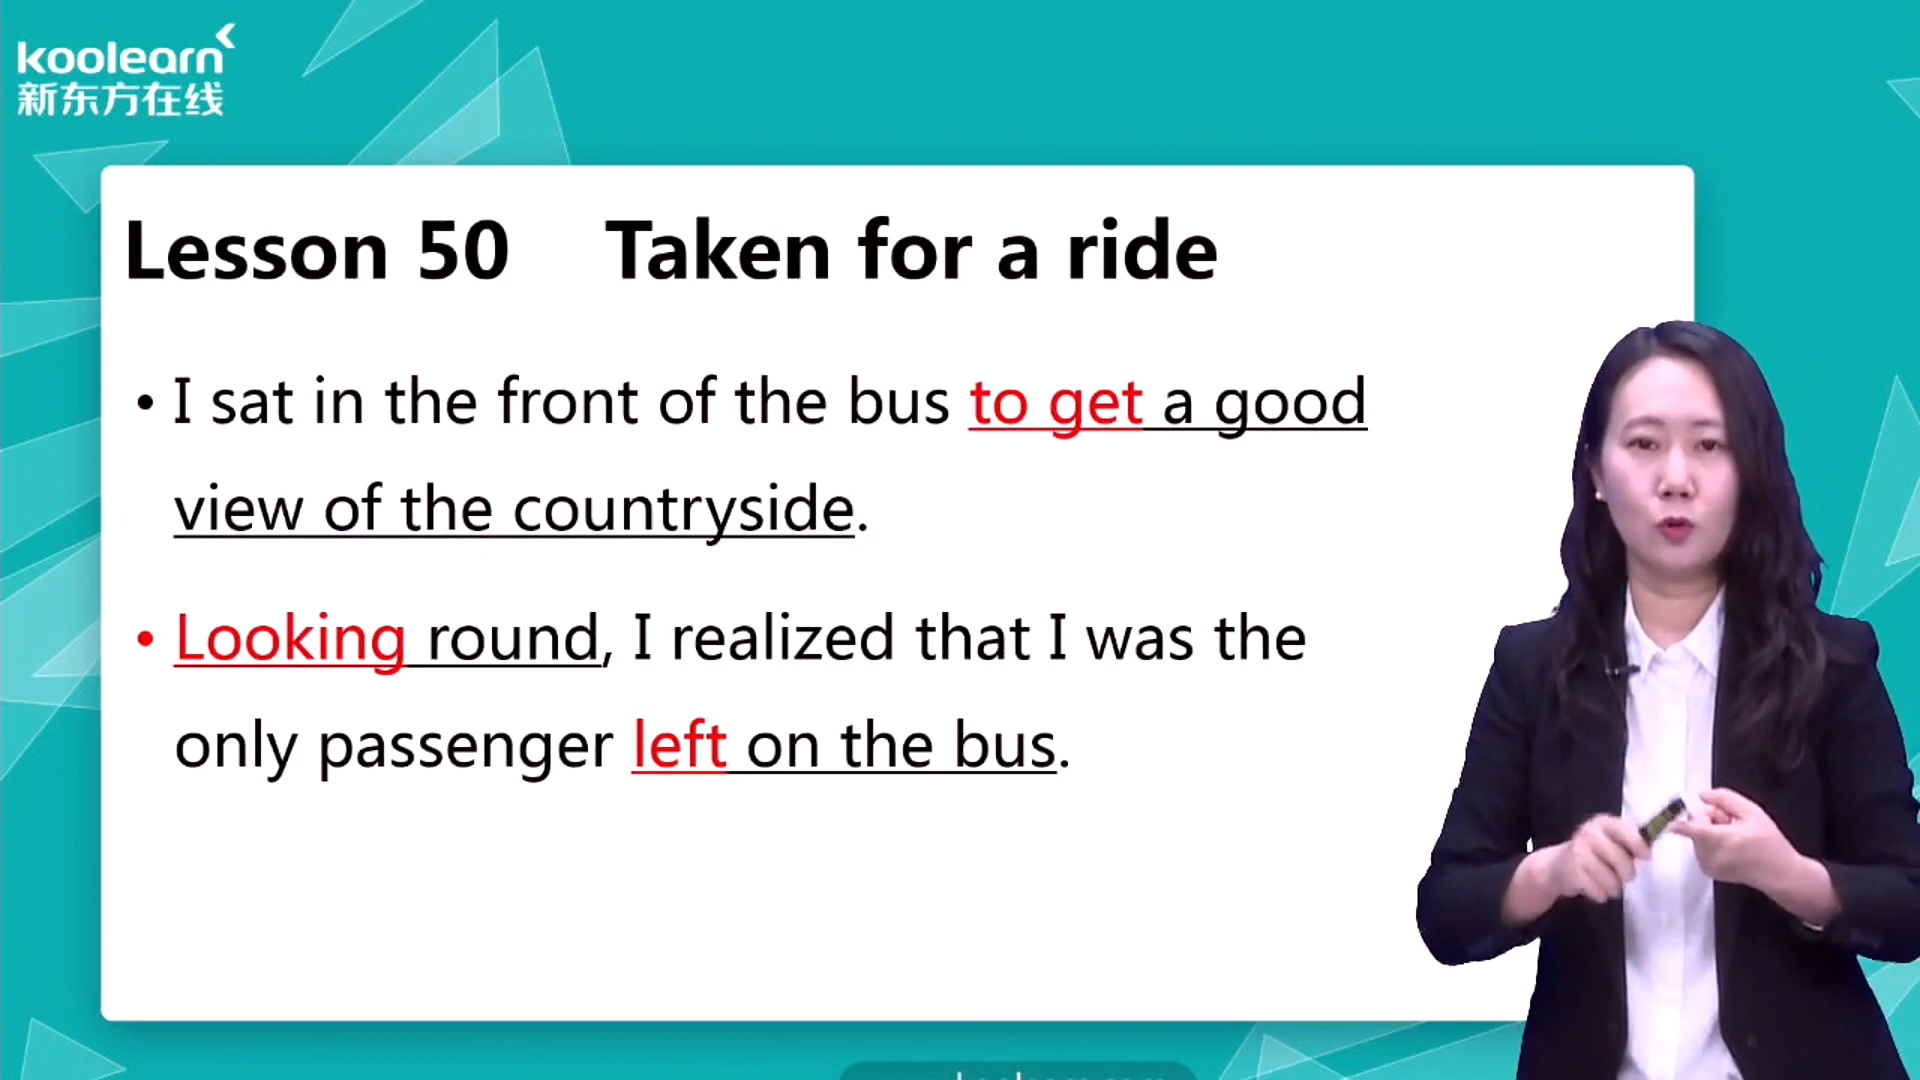 koolearn
新东方在线
Lesson 50 Taken for a ride
• I sat in the front of the bus to get a good
view of the countryside.
• Looking round, I realized that I was the
only passenger left on the bus.